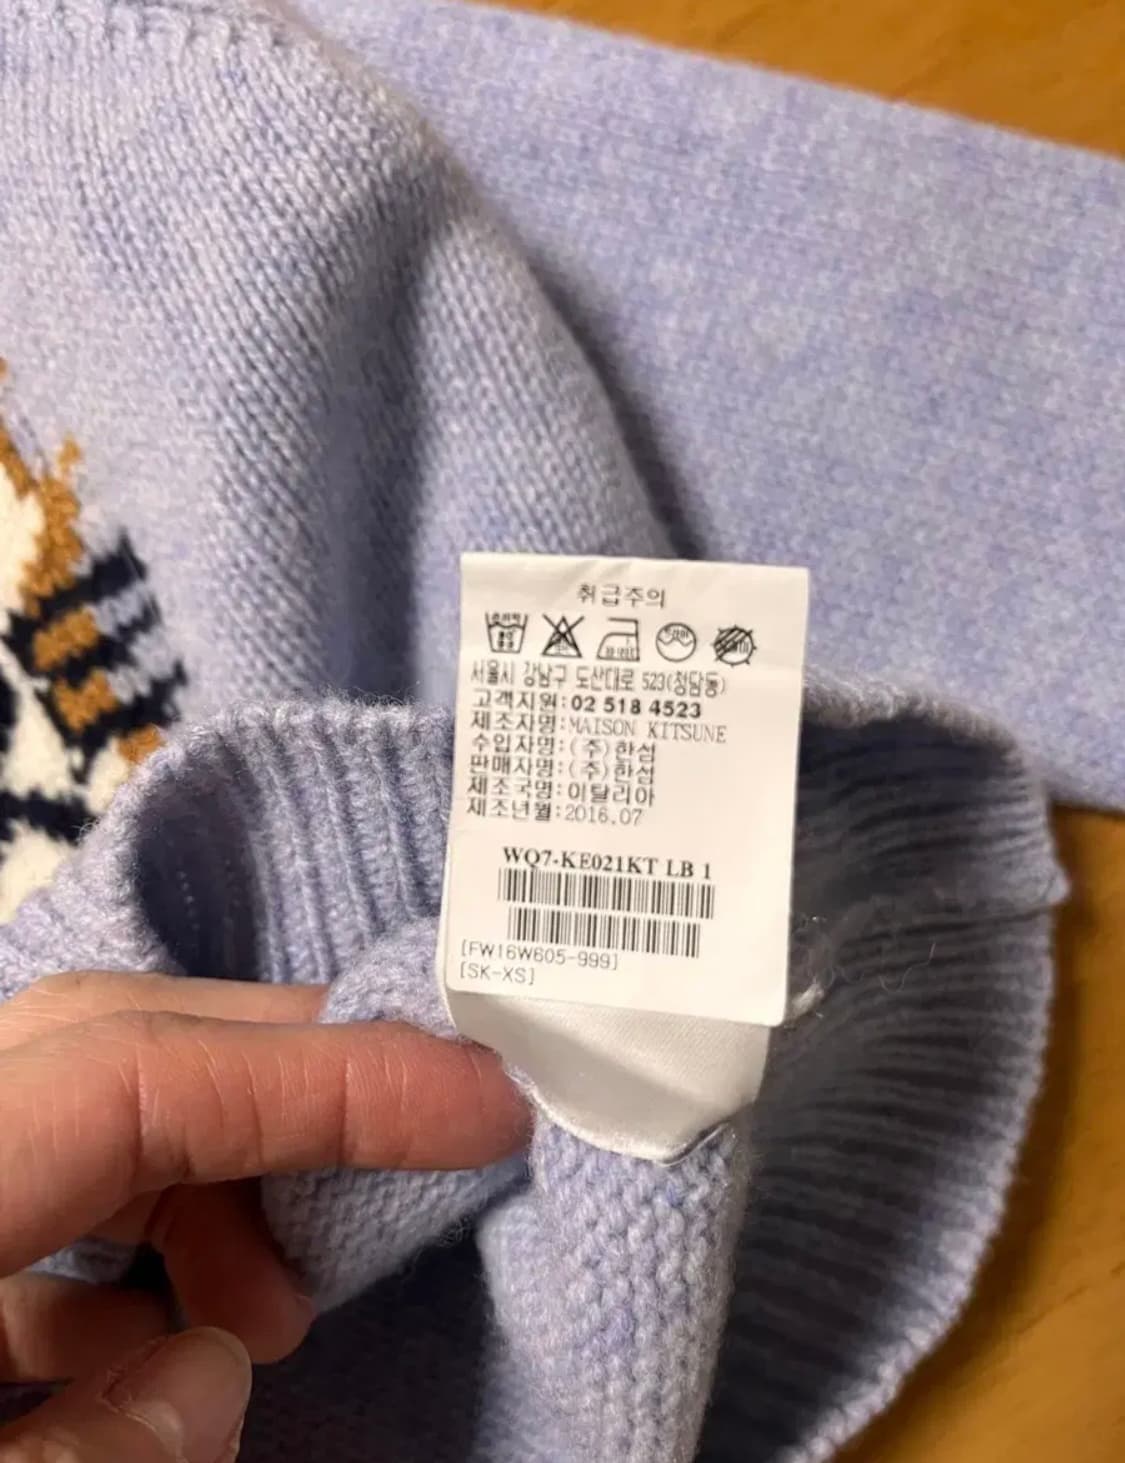 취급주의
서울시 강남구 도산대로 523(청담동)
고객지원:02 518 4523
제조자명:MAISON KITSUNE
수입자명:(주)한섬
판매자명:(주)한섬
제조국명:이탈리아
제조년월:2016.07
WQ7-KE021KT LB 1
[FW16W605-999]
[SK-XS]